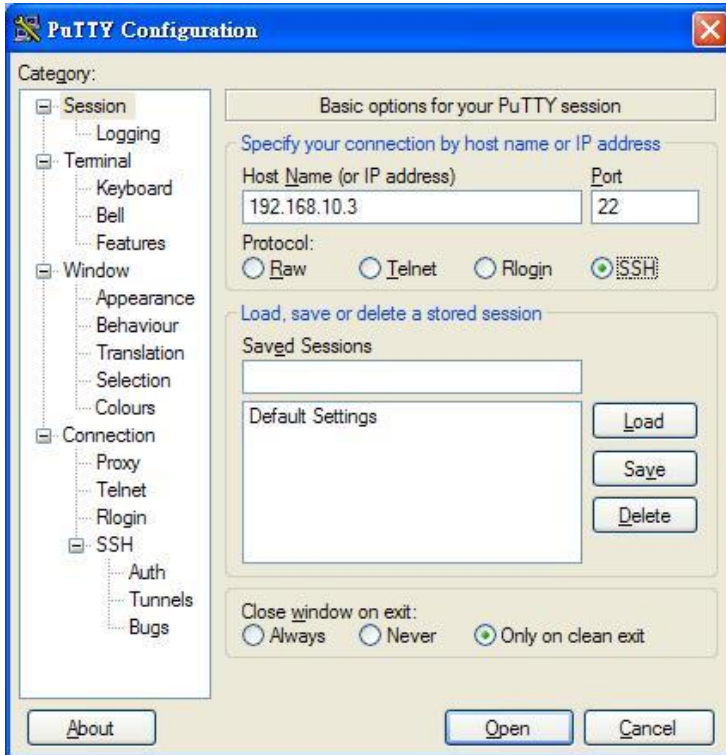 PuTTY Configuration
Category:
Session
Logging
Terminal
Keyboard
Bell
Features
Window
Appearance
Behaviour
Translation
Selection
Colours
Connection
Proxy
Telnet
Rlogin
SSH
Auth
Tunnels
Bugs
Basic options for your PuTTY session
Specify your connection by host name or IP address
Host Name (or IP address) Port
192.168.10.3 22
Protocol:
Raw Telnet Rlogin SSH
Load, save or delete a stored session
Saved Sessions
Default Settings
Load
Save
Delete
Close window on exit:
Always Never Only on clean exit
About Open Cancel